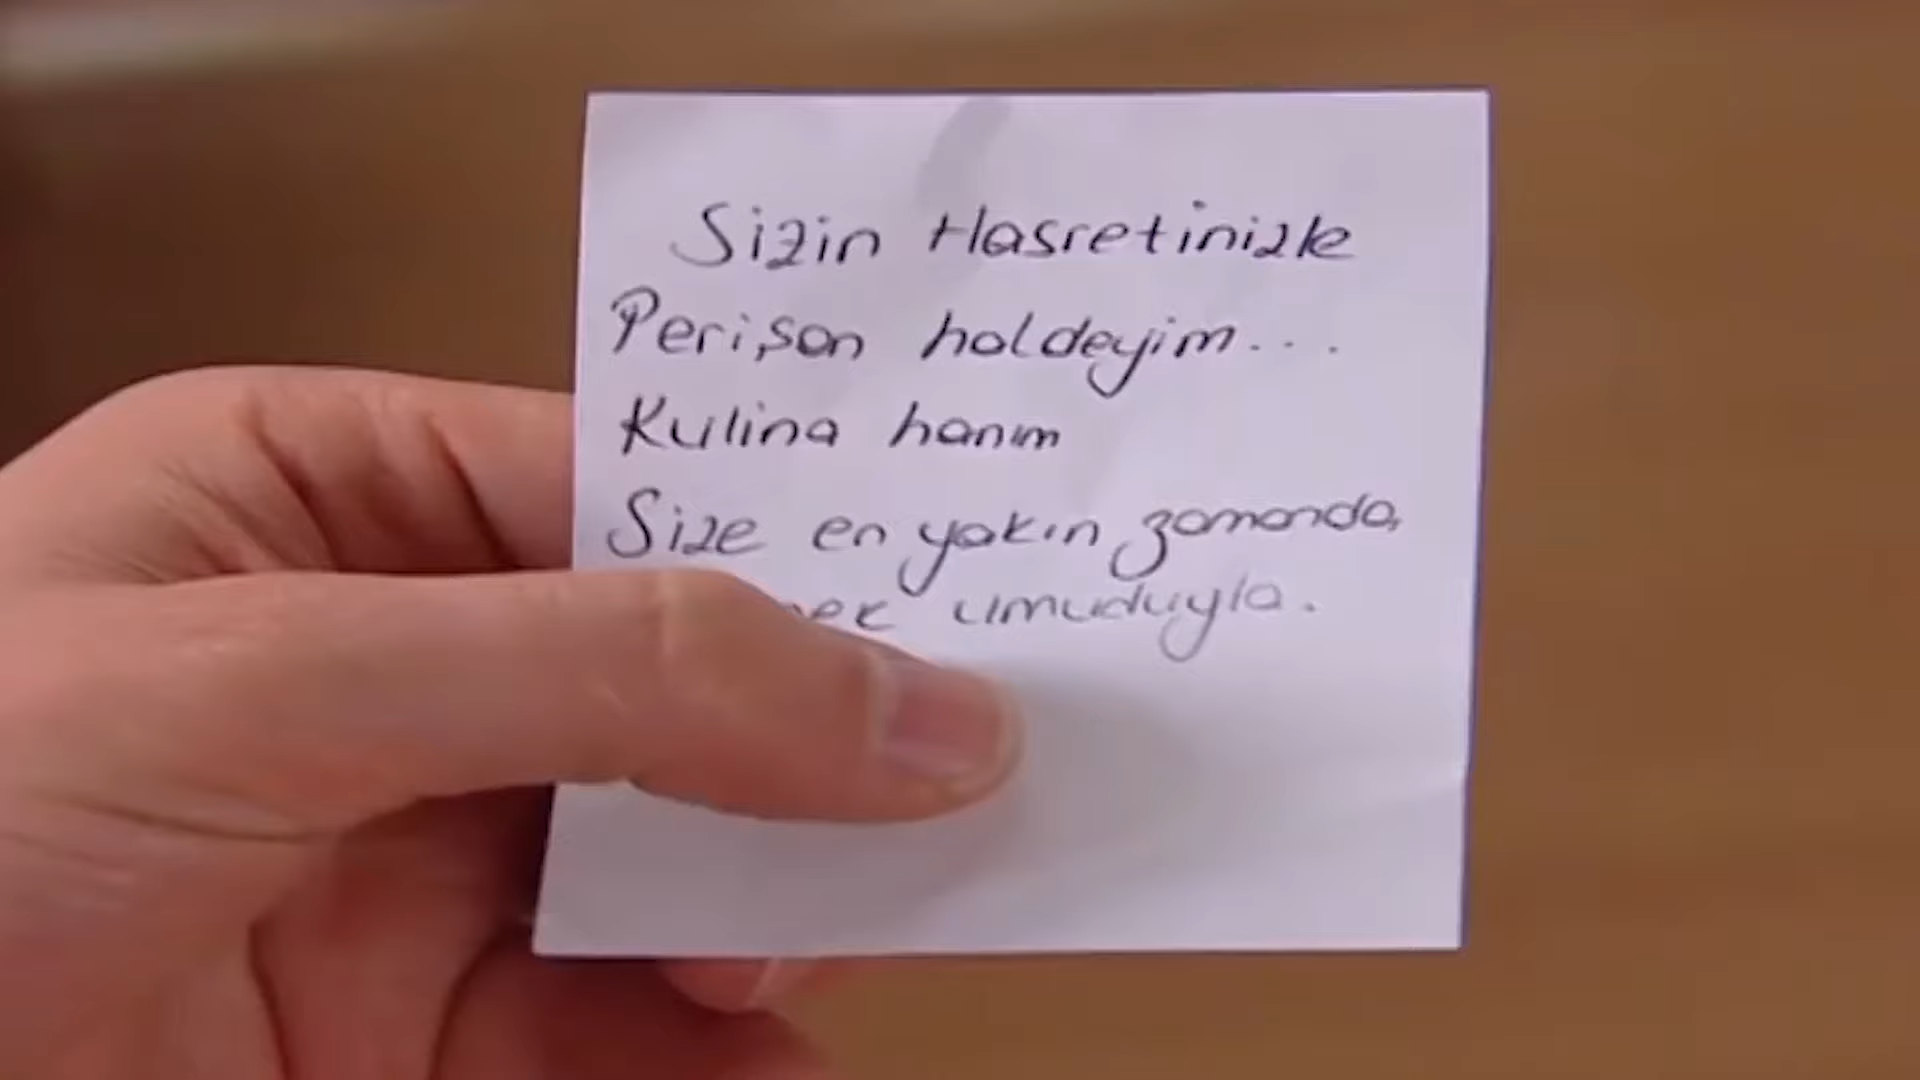 Sizin Hasretinizle
Perişan haldeyim...
Kulina hanım
Size en yakın zamanda,
umuduyla.